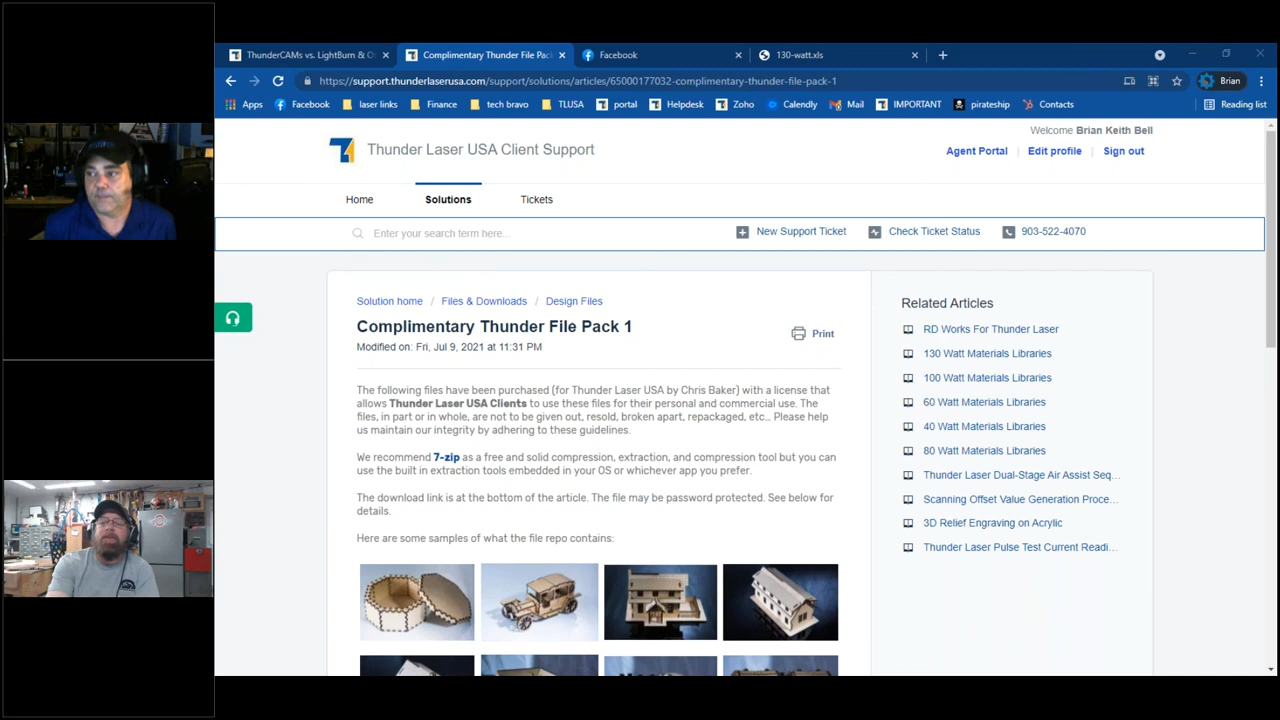 ThunderCAMs vs. LightBurn & O
Complimentary Thunder File Pac
Facebook
130-watt.xls
https://support.thunderlaserusa.com/support/solutions/articles/65000177032-complimentary-thunder-file-pack-1
Brian
Apps
Facebook
laser links
Finance
tech bravo
TLUSA
portal
Helpdesk
Zoho
Calendly
Mail
IMPORTANT
pirateship
Contacts
Reading list
Welcome Brian Keith Bell
Thunder Laser USA Client Support
Agent Portal
Edit profile
Sign out
Home
Solutions
Tickets
Enter your search term here...
New Support Ticket
Check Ticket Status
903-522-4070
Solution home / Files & Downloads / Design Files
Complimentary Thunder File Pack 1
Print
Modified on: Fri, Jul 9, 2021 at 11:31 PM
The following files have been purchased (for Thunder Laser USA by Chris Baker) with a license that
allows Thunder Laser USA Clients to use these files for their personal and commercial use. The
files, in part or in whole, are not to be given out, resold, broken apart, repackaged, etc... Please help
us maintain our integrity by adhering to these guidelines.
We recommend 7-zip as a free and solid compression, extraction, and compression tool but you can
use the built in extraction tools embedded in your OS or whichever app you prefer.
The download link is at the bottom of the article. The file may be password protected. See below for
details.
Here are some samples of what the file repo contains:
Related Articles
RD Works For Thunder Laser
130 Watt Materials Libraries
100 Watt Materials Libraries
60 Watt Materials Libraries
40 Watt Materials Libraries
80 Watt Materials Libraries
Thunder Laser Dual-Stage Air Assist Seq...
Scanning Offset Value Generation Proce...
3D Relief Engraving on Acrylic
Thunder Laser Pulse Test Current Readi...